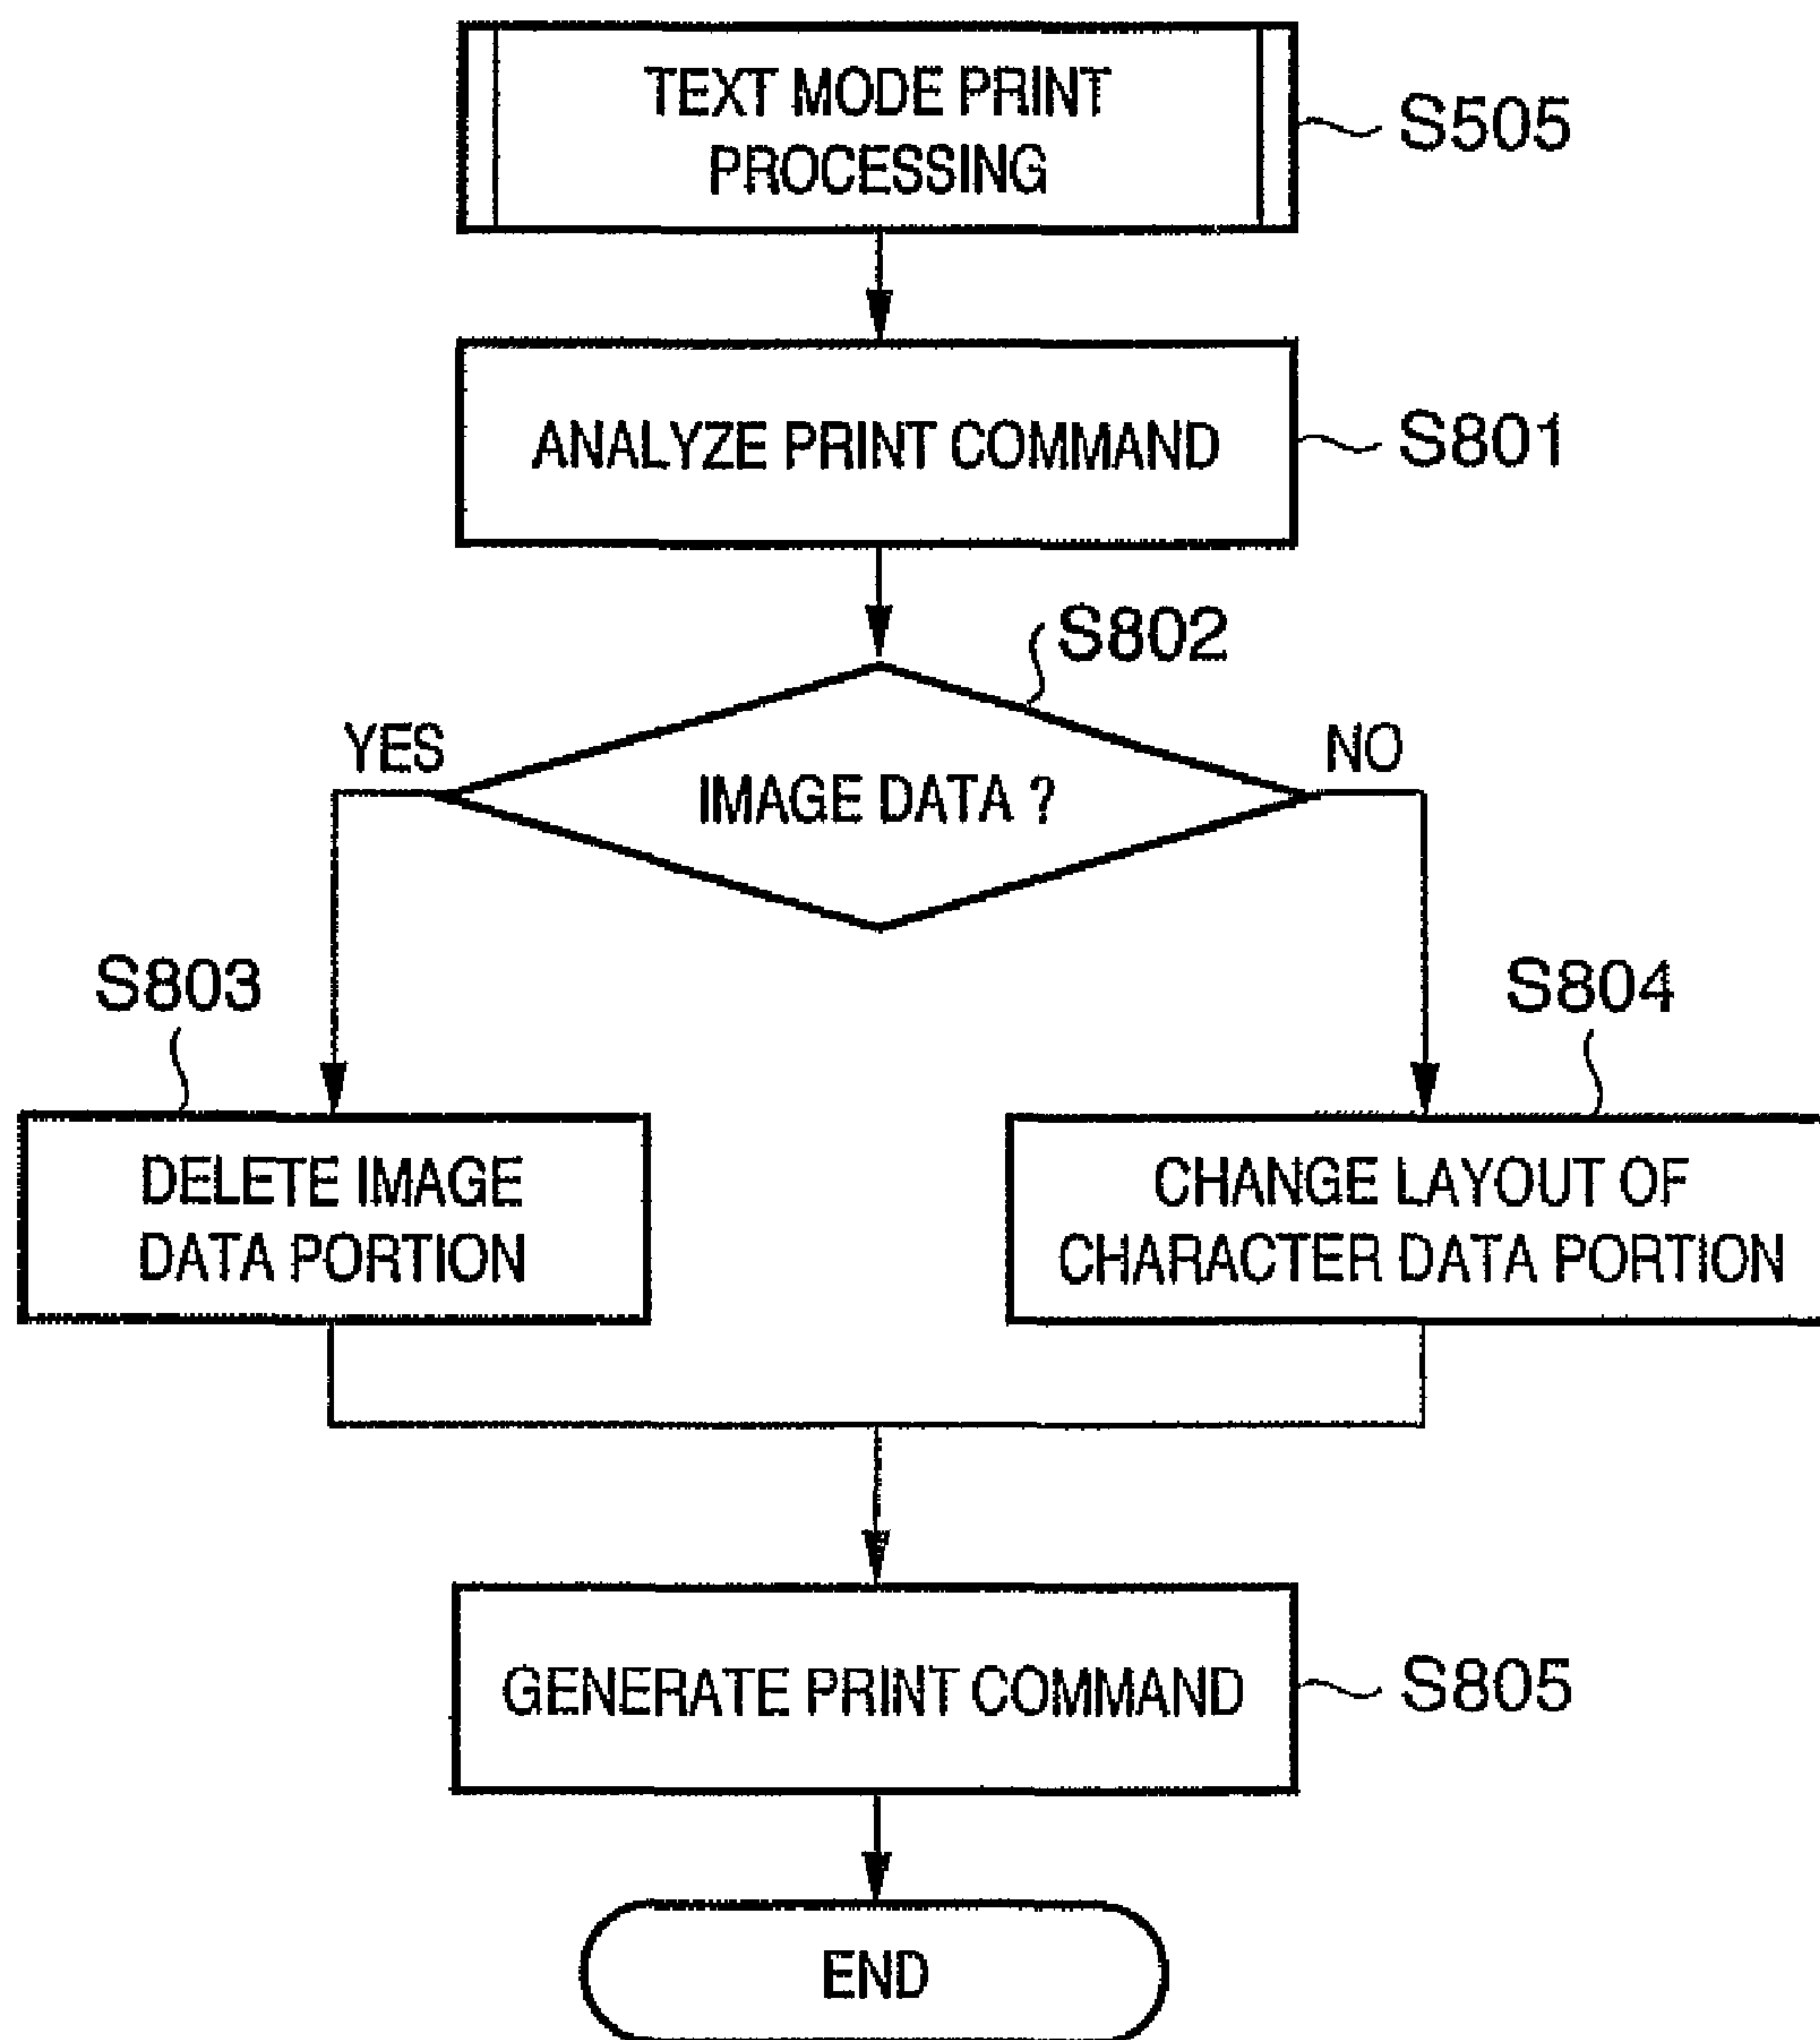 TEXT MODE PRINT
PROCESSING
S505
ANALYZE PRINT COMMAND
S801
S802
YES
IMAGE DATA ?
NO
S803
S804
DELETE IMAGE
DATA PORTION
CHANGE LAYOUT OF
CHARACTER DATA PORTION
GENERATE PRINT COMMAND
S805
END